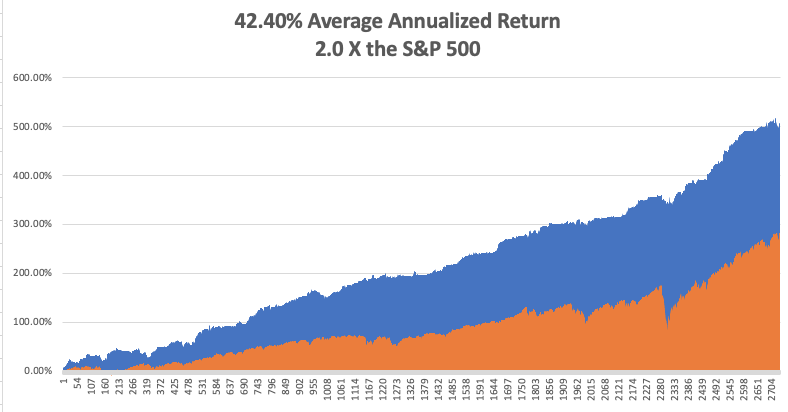 42.40% Average Annualized Return
2.0 X the S&P 500
600.00%
500.00%
400.00%
300.00%
200.00%
100.00%
0.00%
1 54 107 160 213 266 319 372 425 478 531 584 637 690 743 796 849 902 955 1008 1061 1114 1167 1220 1273 1326 1379 1432 1485 1538 1591 1644 1697 1750 1803 1856 1909 1962 2015 2068 2121 2174 2227 2280 2333 2386 2439 2492 2545 2598 2651 2704